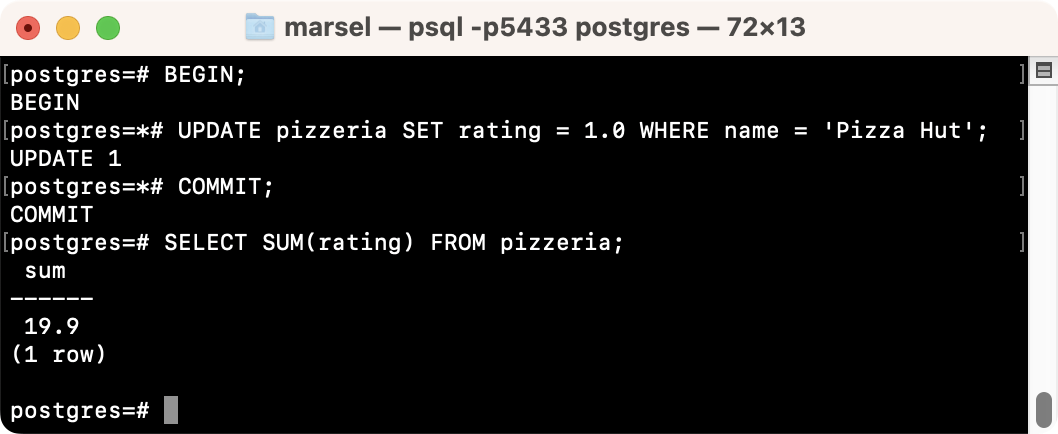 marsel — psql -p5433 postgres — 72×13
[postgres=# BEGIN; ]
BEGIN
[postgres=*# UPDATE pizzeria SET rating = 1.0 WHERE name = 'Pizza Hut'; ]
UPDATE 1
[postgres=*# COMMIT; ]
COMMIT
[postgres=# SELECT SUM(rating) FROM pizzeria; ]
sum
------
19.9
(1 row)
postgres=#